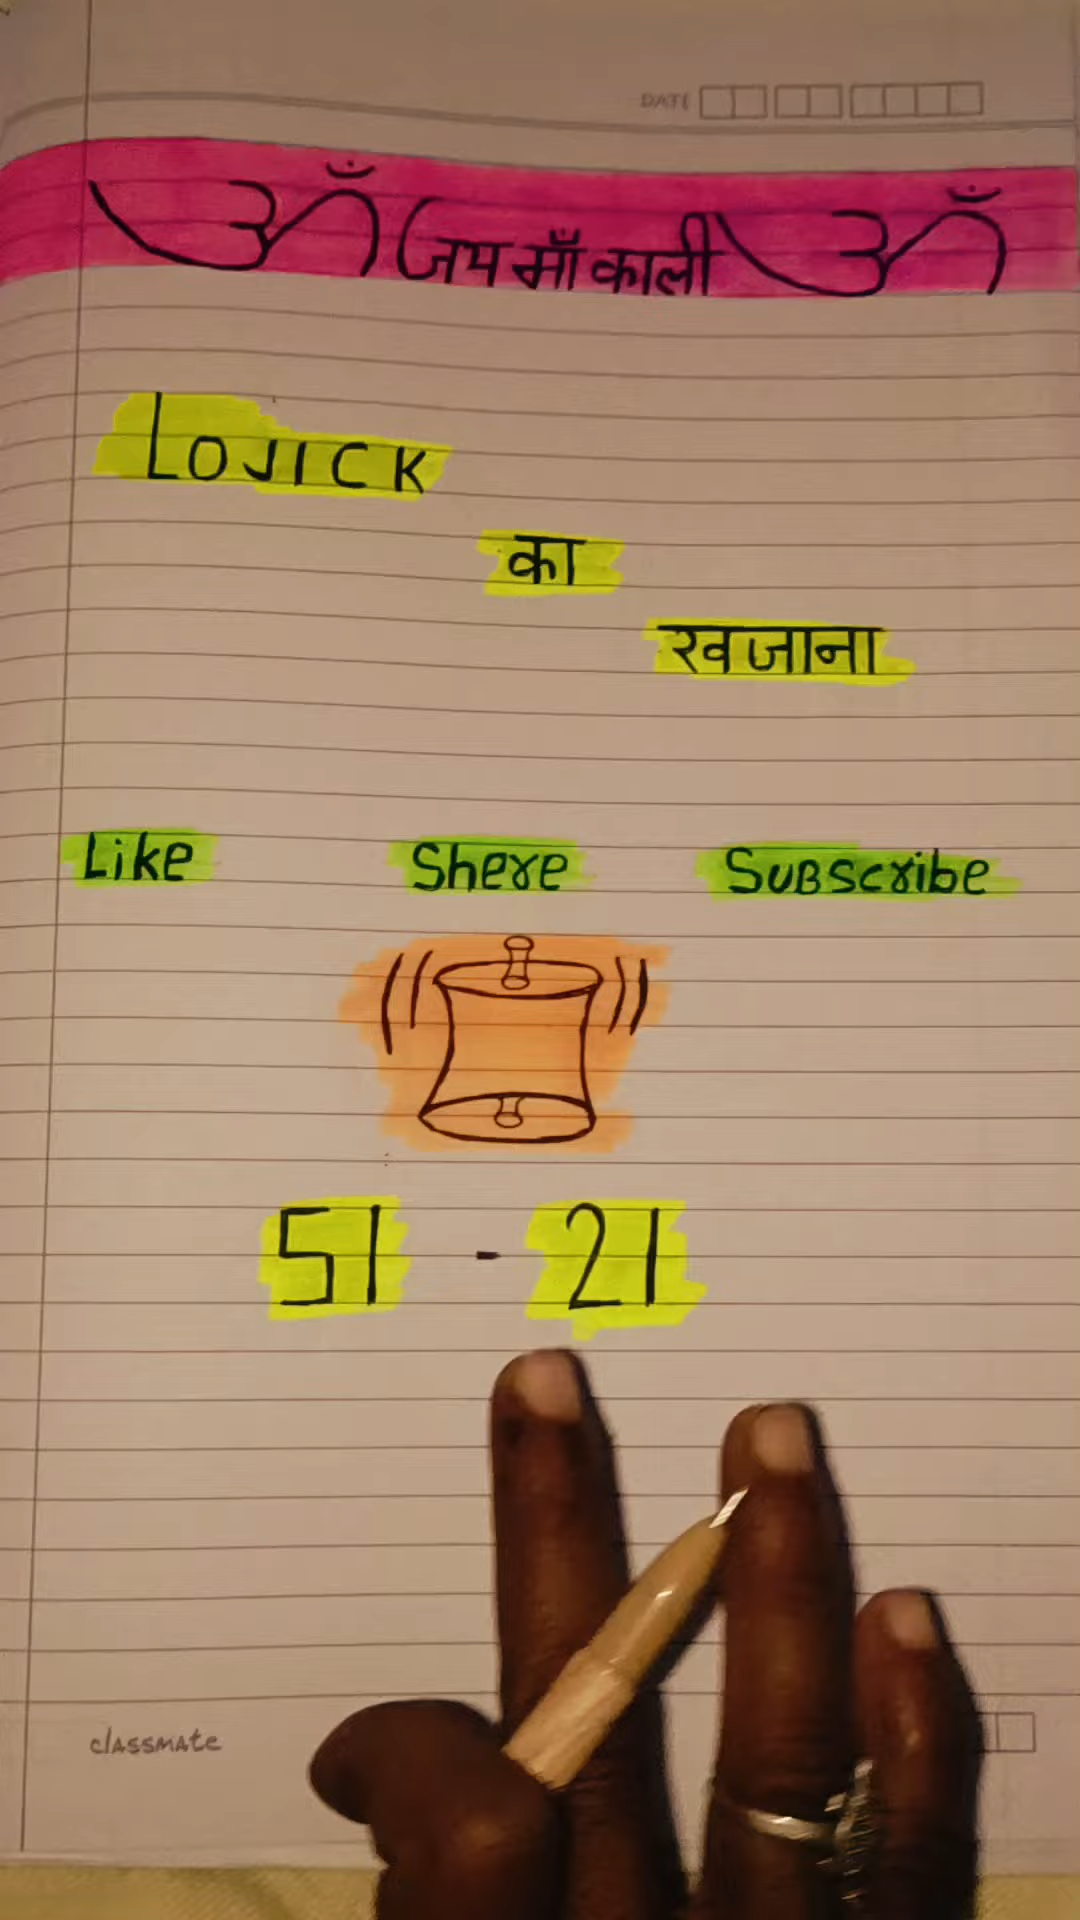 DATE
ॐ जय माँ काली ॐ
LOJICK
का
खजाना
Like Shere Subscribe
51 - 21
classmate